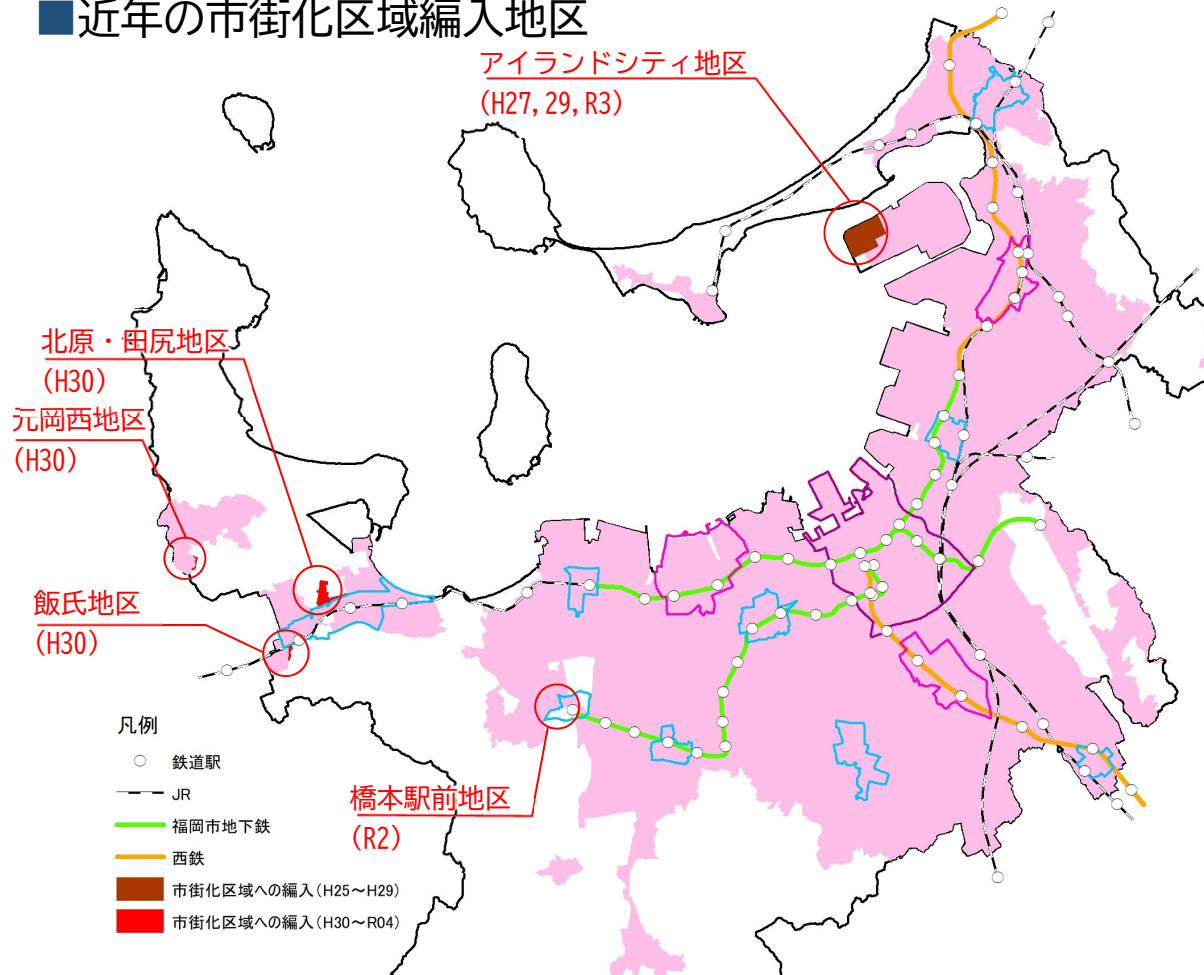 ■近年の市街化区域編入地区
アイランドシティ地区
(H27,29,R3)
北原・田尻地区
(H30)
元岡西地区
(H30)
飯氏地区
(H30)
橋本駅前地区
(R2)
凡例
鉄道駅
JR
福岡市地下鉄
西鉄
市街化区域への編入(H25～H29)
市街化区域への編入(H30～R04)